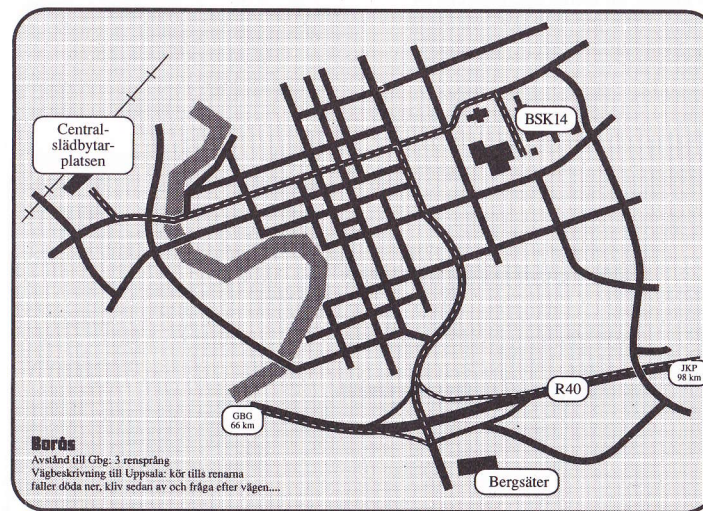 Central-
slädbytar-
platsen
BSK14
JKP
98 km
R40
GBG
66 km
Borås
Avstånd till Gbg: 3 rensprång
Vägbeskrivning till Uppsala: kör tills renarna
faller döda ner, kliv sedan av och fråga efter vägen....
Bergsäter